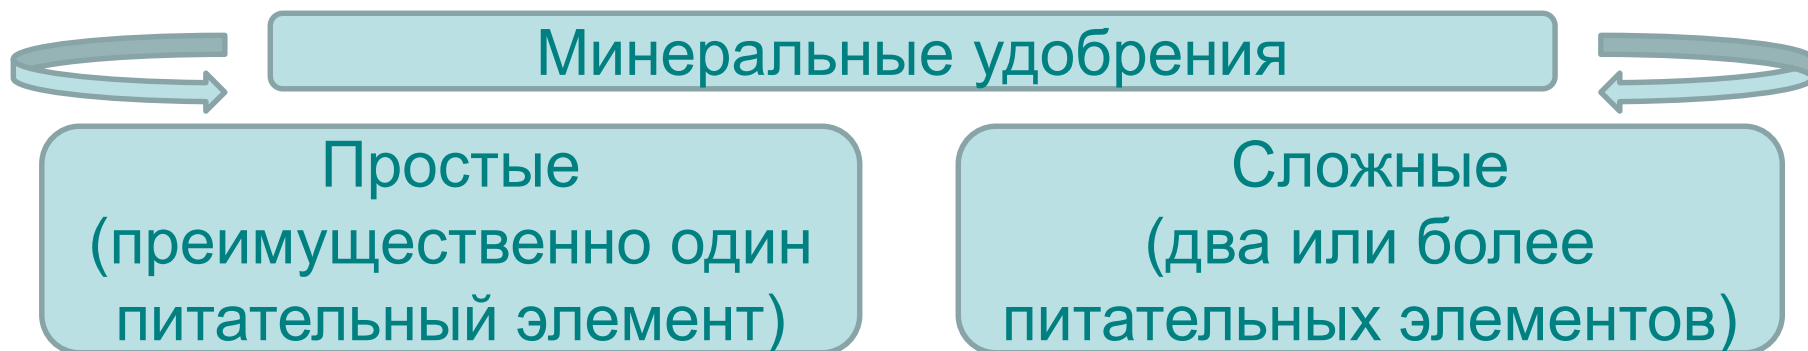 Минеральные удобрения
Простые
(преимущественно один
питательный элемент)
Сложные
(два или более
питательных элементов)